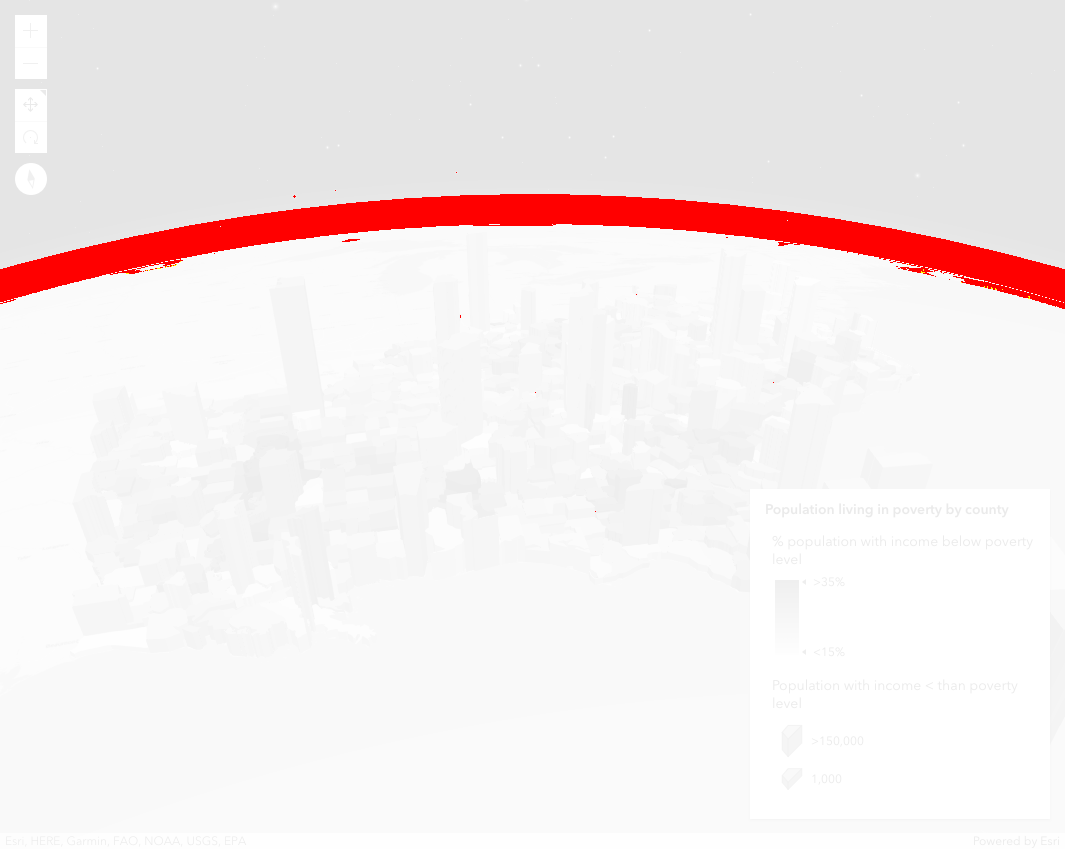 Population living in poverty by county
% population with income below poverty
level
>35%
<15%
Population with income < than poverty
level
>150,000
1,000
Esri, HERE, Garmin, FAO, NOAA, USGS, EPA
Powered by Esri